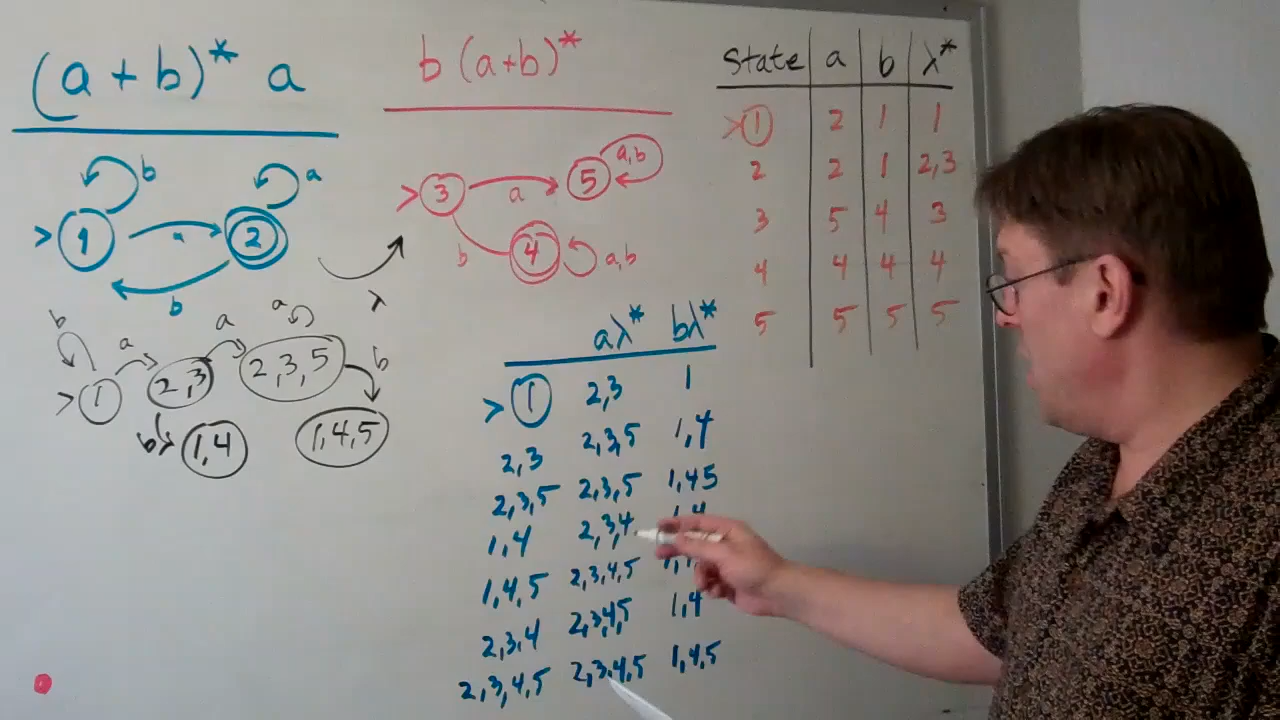 (a + b)* a
b
> 1
a
2
a
b
b (a+b)*
> 3
a
5
a,b
b
4
a,b
λ
State a b λ*
>1 2 1 1
2 2 1 2,3
3 5 4 3
4 4 4 4
5 5 5 5
b
> 1
a
2,3
a
2,3,5
a
b
b
1,4
1,4,5
aλ* bλ*
> 1 2,3 1
2,3 2,3,5 1,4
2,3,5 2,3,5 1,45
1,4 2,3,4 1,4
1,4,5 2,3,4,5
2,3,4 2,3,4,5 1,4
2,3,4,5 2,3,4,5 1,4,5